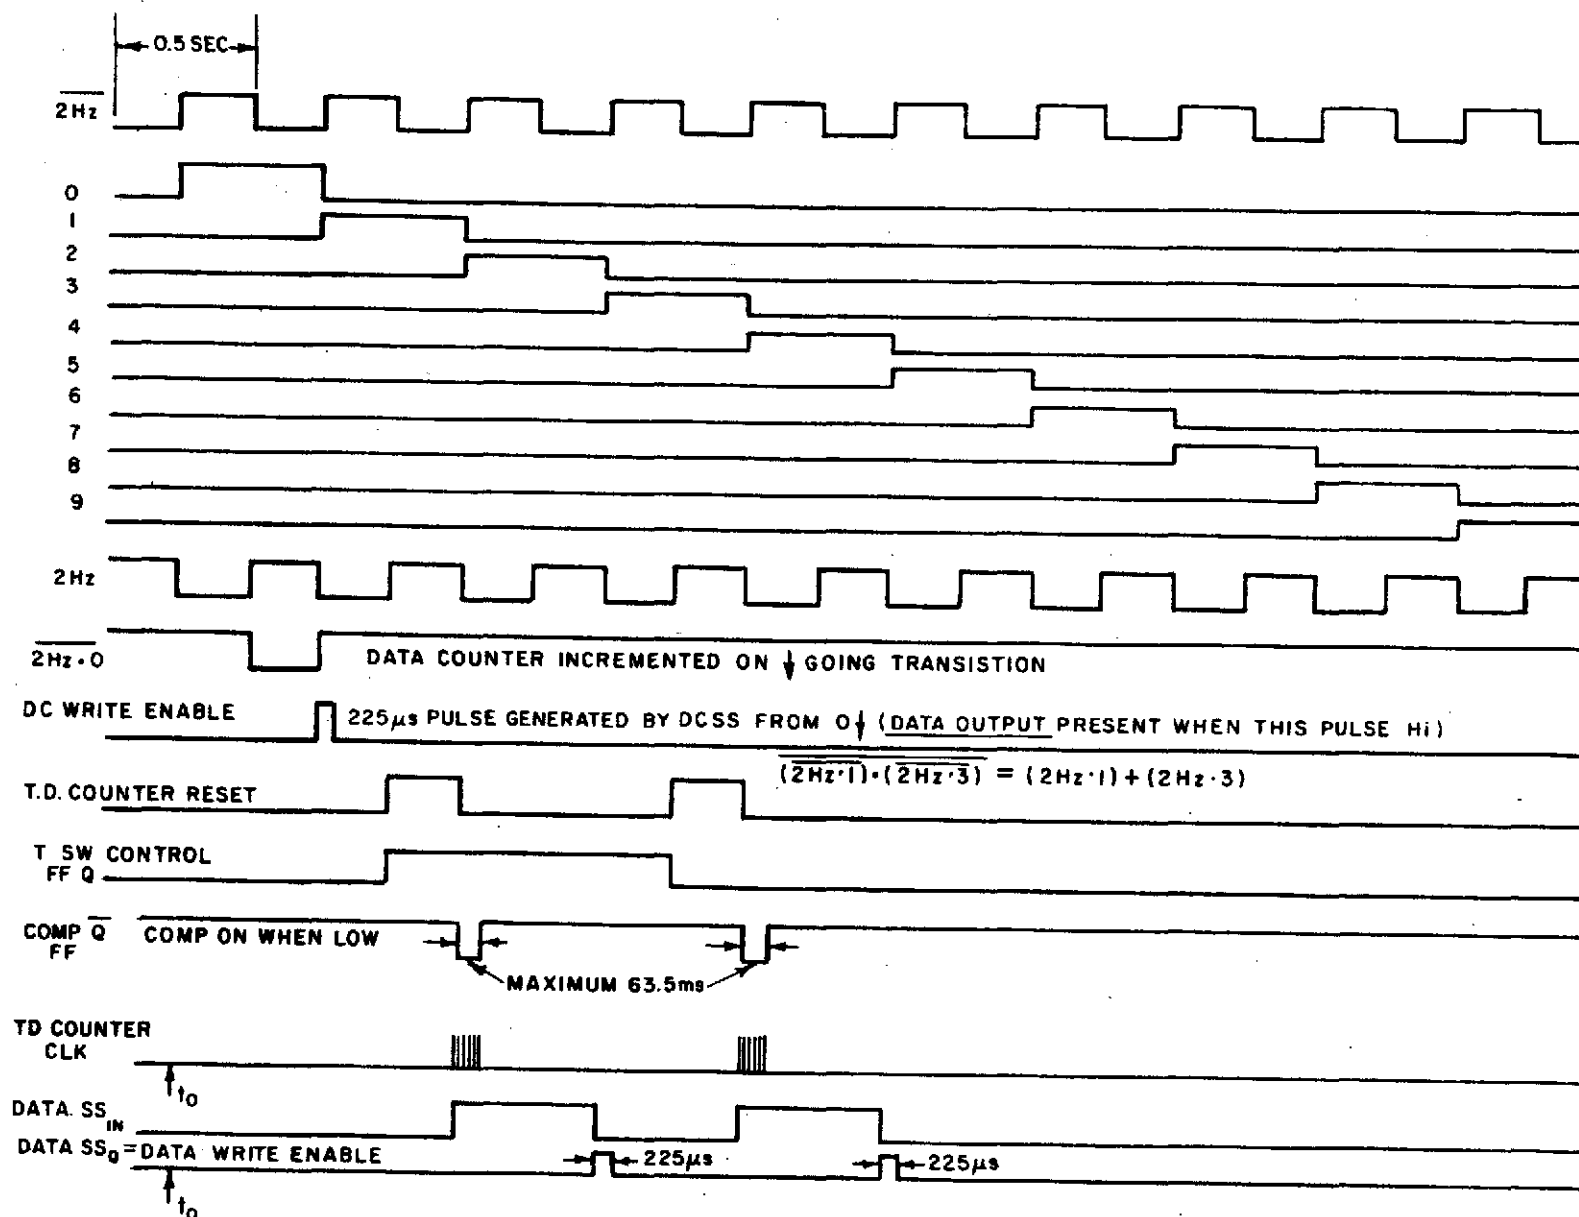 0.5 SEC
2Hz
0
1
2
3
4
5
6
7
8
9
2Hz
2Hz·0
DATA COUNTER INCREMENTED ON ↓ GOING TRANSISTION
DC WRITE ENABLE
225µs PULSE GENERATED BY DCSS FROM 0↓ (DATA OUTPUT PRESENT WHEN THIS PULSE Hi)
(2Hz·1)·(2Hz·3) = (2Hz·1)+(2Hz·3)
T.D. COUNTER RESET
T SW CONTROL
FF Q
COMP Q̅ COMP ON WHEN LOW
FF
MAXIMUM 63.5ms
TD COUNTER
CLK
t0
DATA. SS IN
DATA SSQ = DATA WRITE ENABLE
225µs
225µs
t0